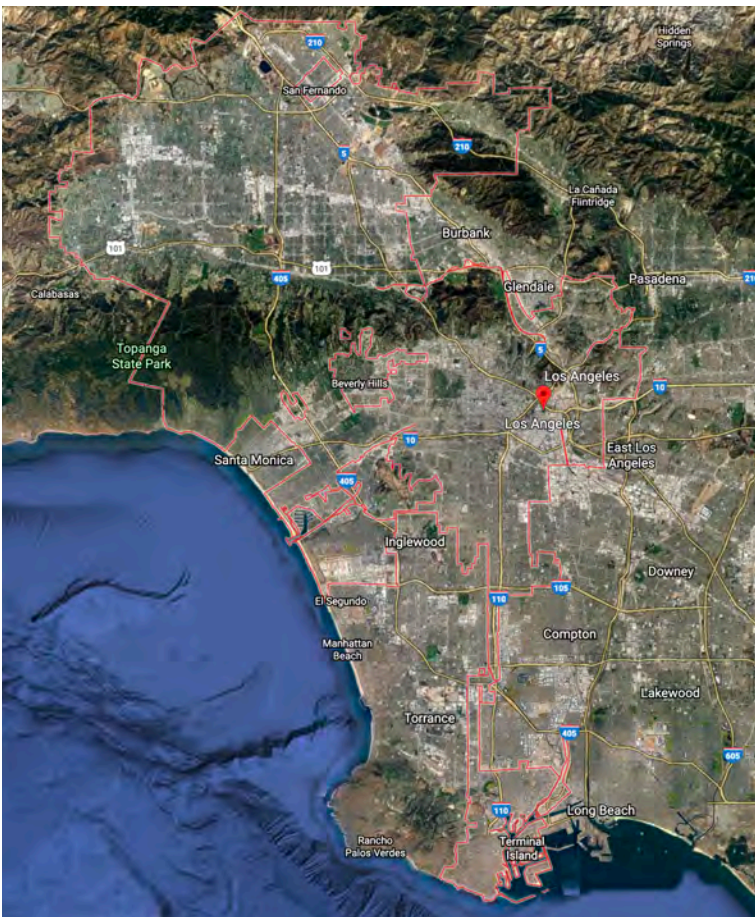 Hidden
Springs
210
San Fernando
5
210
La Cañada
Flintridge
Burbank
101
101
405
Glendale
Pasadena
210
Calabasas
Topanga
State Park
5
Beverly Hills
Los Angeles
10
Los Angeles
10
East Los
Angeles
Santa Monica
405
Inglewood
Downey
105
El Segundo
110
Compton
Manhattan
Beach
Lakewood
Torrance
405
605
110
Long Beach
Rancho
Palos Verdes
Terminal
Island